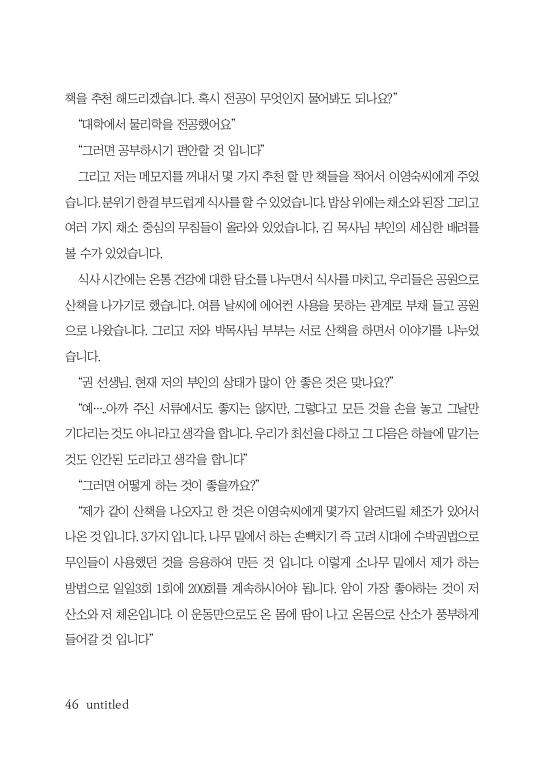 책을 추천 해드리겠습니다. 혹시 전공이 무엇인지 물어봐도 되나요?”
“대학에서 물리학을 전공했어요”
“그러면 공부하시기 편안할 것 입니다”
그리고 저는 메모지를 꺼내서 몇 가지 추천 할 만 책들을 적어서 이영숙씨에게 주었
습니다. 분위기 한결 부드럽게 식사를 할 수 있었습니다. 밥상 위에는 채소와 된장 그리고
여러 가지 채소 중심의 무침들이 올라와 있었습니다, 김 목사님 부인의 세심한 배려를
볼 수가 있었습니다.
식사 시간에는 온통 건강에 대한 담소를 나누면서 식사를 마치고, 우리들은 공원으로
산책을 나가기로 했습니다. 여름 날씨에 에어컨 사용을 못하는 관계로 부채 들고 공원
으로 나왔습니다. 그리고 저와 박목사님 부부는 서로 산책을 하면서 이야기를 나누었
습니다.
“권 선생님. 현재 저의 부인의 상태가 많이 안 좋은 것은 맞나요?”
“예…..아까 주신 서류에서도 좋지는 않지만, 그렇다고 모든 것을 손을 놓고 그날만
기다리는 것도 아니라고 생각을 합니다. 우리가 최선을 다하고 그 다음은 하늘에 맡기는
것도 인간된 도리라고 생각을 합니다”
“그러면 어떻게 하는 것이 좋을까요?”
“제가 같이 산책을 나오자고 한 것은 이영숙씨에게 몇가지 알려드릴 체조가 있어서
나온 것 입니다. 3가지 입니다. 나무 밑에서 하는 손뼉치기 즉 고려 시대에 수박권법으로
무인들이 사용했던 것을 응용하여 만든 것 입니다. 이렇게 소나무 밑에서 제가 하는
방법으로 일일3회 1회에 200회를 계속하시어야 됩니다. 암이 가장 좋아하는 것이 저
산소와 저 체온입니다. 이 운동만으로도 온 몸에 땀이 나고 온몸으로 산소가 풍부하게
들어갈 것 입니다”
46 untitled